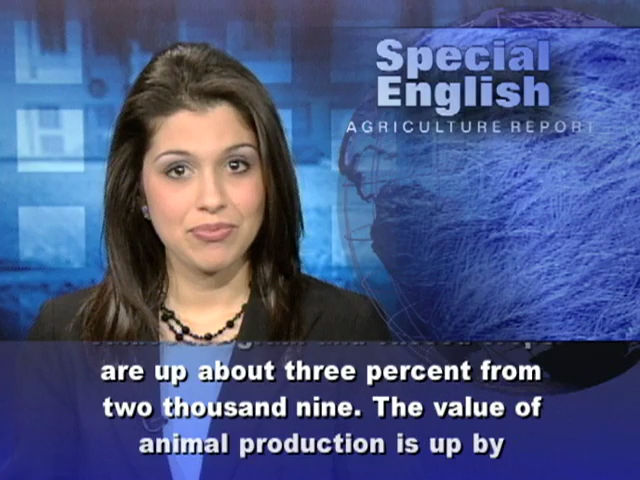 Special
English
AGRICULTURE REPORT
are up about three percent from
two thousand nine. The value of
animal production is up by